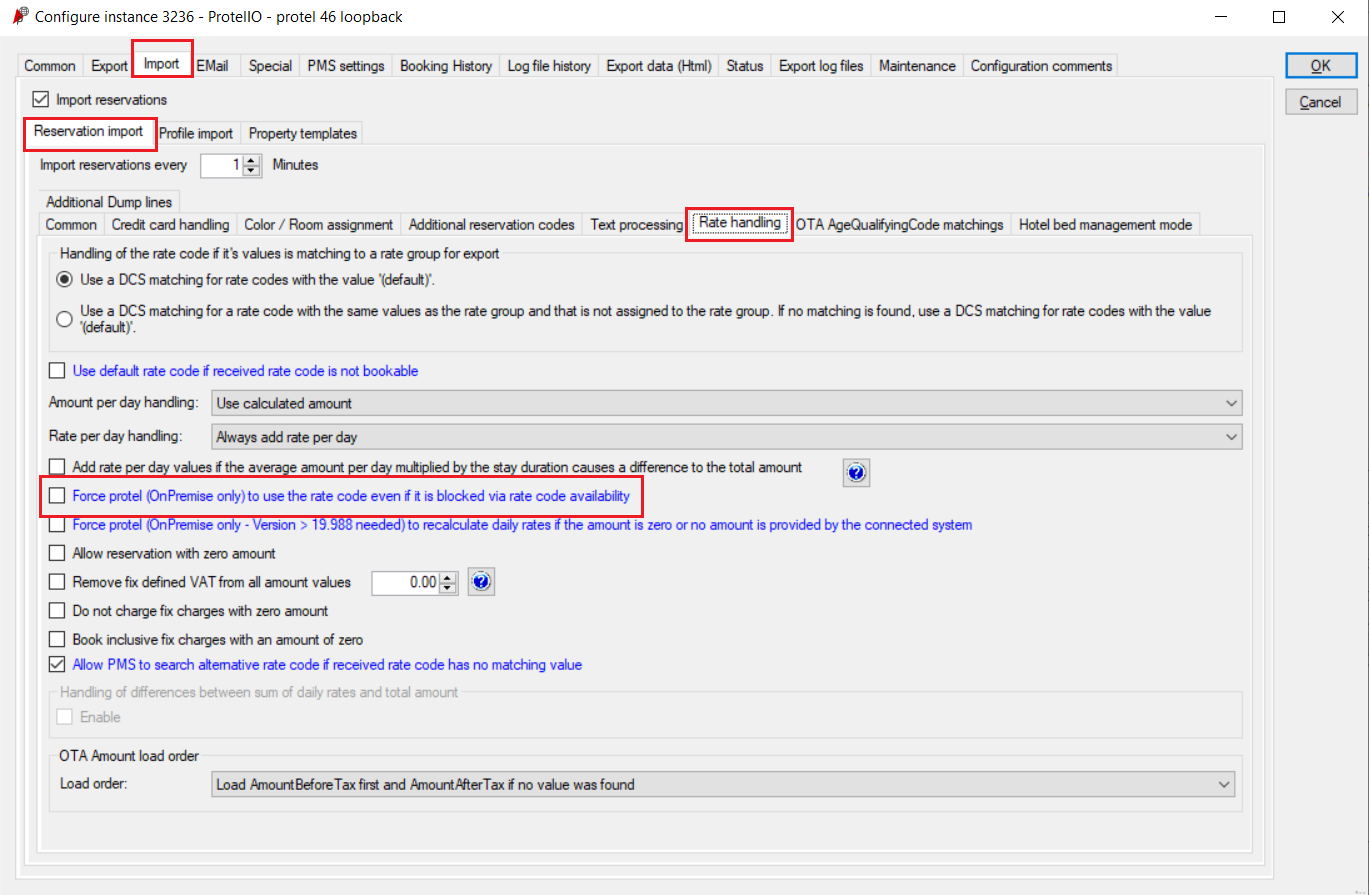 Configure instance 3236 - ProtelIO - protel 46 loopback
Common Export Import EMail Special PMS settings Booking History Log file history Export data (Html) Status Export log files Maintenance Configuration comments
OK
Cancel
Import reservations
Reservation import Profile import Property templates
Import reservations every 1 Minutes
Additional Dump lines
Common Credit card handling Color / Room assignment Additional reservation codes Text processing Rate handling OTA AgeQualifyingCode matchings Hotel bed management mode
Handling of the rate code if it's values is matching to a rate group for export
Use a DCS matching for rate codes with the value '(default)'.
Use a DCS matching for a rate code with the same values as the rate group and that is not assigned to the rate group. If no matching is found, use a DCS matching for rate codes with the value
'(default)'.
Use default rate code if received rate code is not bookable
Amount per day handling: Use calculated amount
Rate per day handling: Always add rate per day
Add rate per day values if the average amount per day multiplied by the stay duration causes a difference to the total amount ?
Force protel (OnPremise only) to use the rate code even if it is blocked via rate code availability
Force protel (OnPremise only - Version > 19.988 needed) to recalculate daily rates if the amount is zero or no amount is provided by the connected system
Allow reservation with zero amount
Remove fix defined VAT from all amount values 0.00 ?
Do not charge fix charges with zero amount
Book inclusive fix charges with an amount of zero
Allow PMS to search alternative rate code if received rate code has no matching value
Handling of differences between sum of daily rates and total amount
Enable
OTA Amount load order
Load order: Load AmountBeforeTax first and AmountAfterTax if no value was found